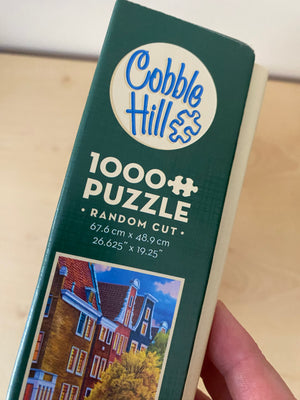 Cobble
Hill
1000
PUZZLE
• RANDOM CUT •
67.6 cm x 48.9 cm
26.625" x 19.25"